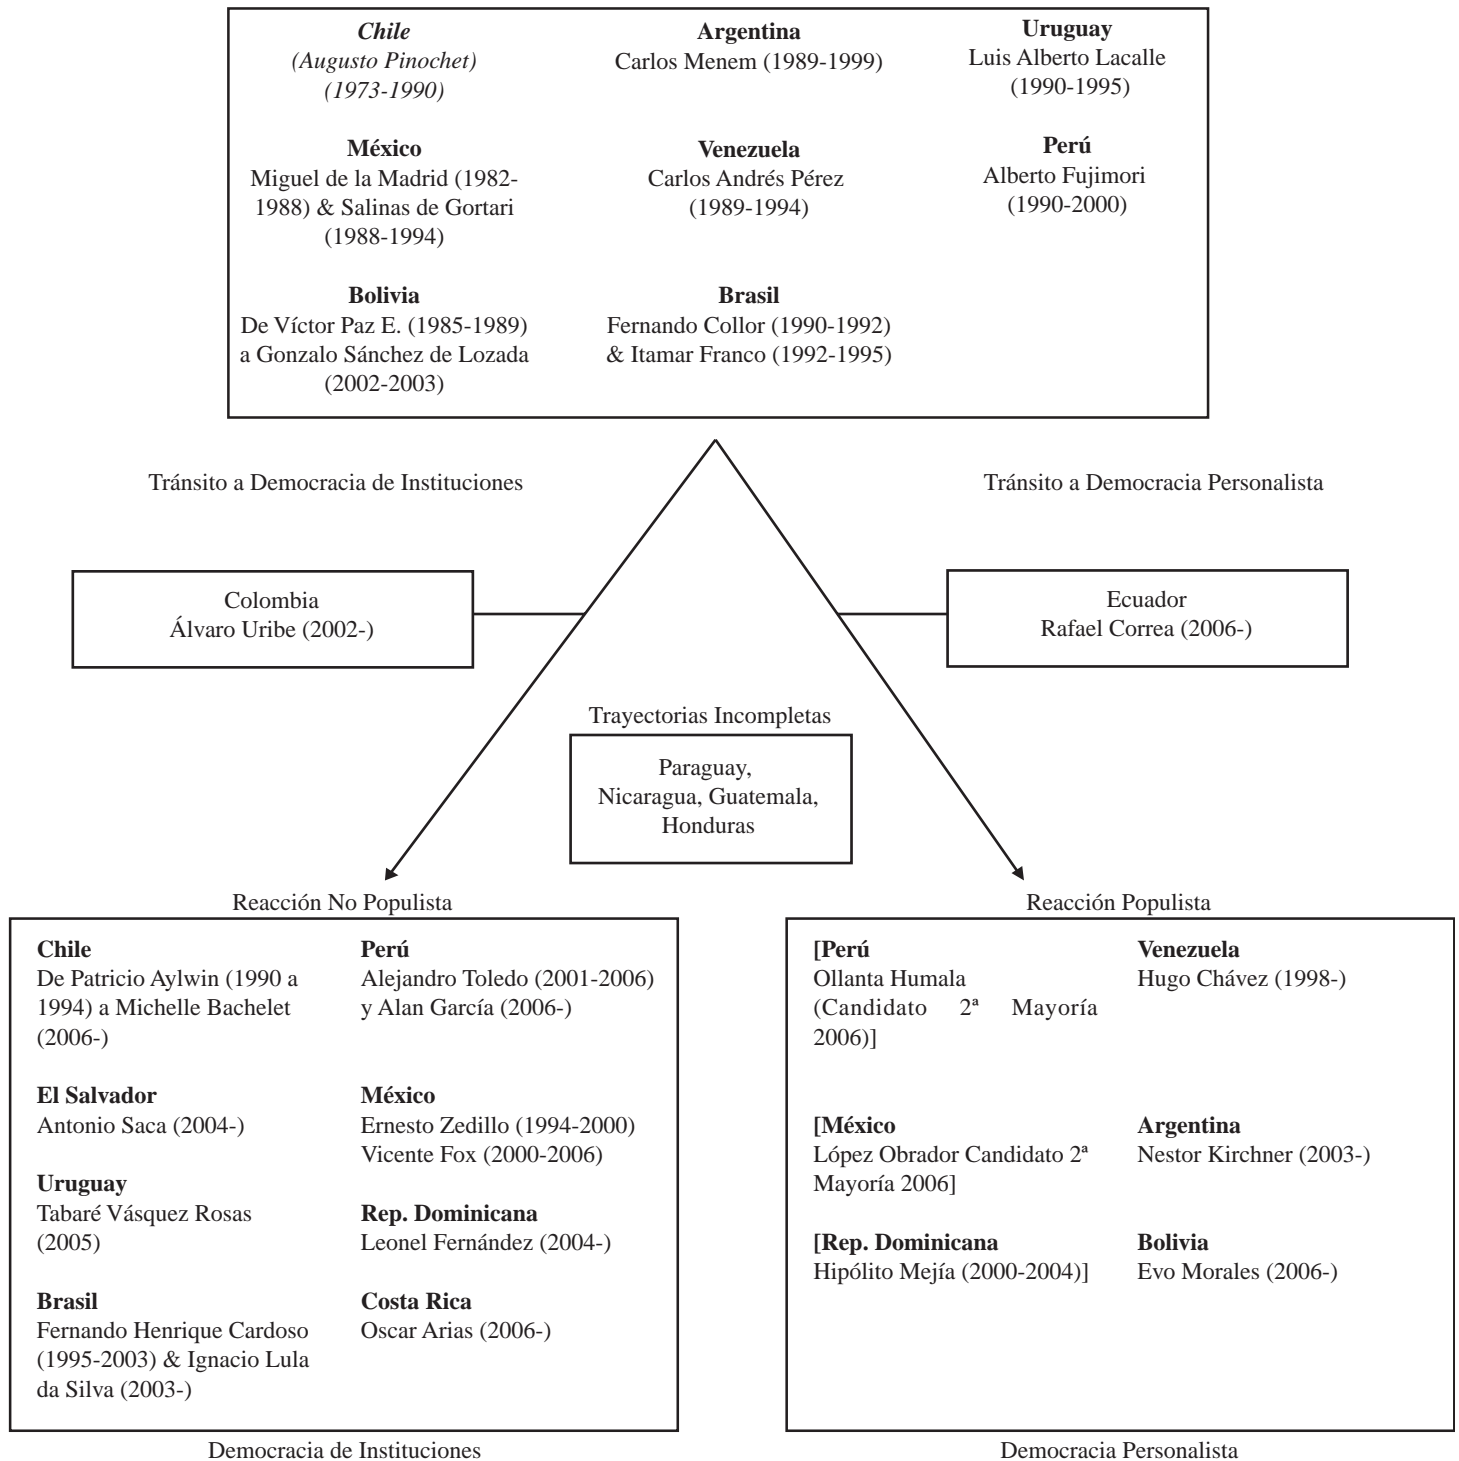 Chile
(Augusto Pinochet)
(1973-1990)
Argentina
Carlos Menem (1989-1999)
Uruguay
Luis Alberto Lacalle
(1990-1995)
México
Miguel de la Madrid (1982-
1988) & Salinas de Gortari
(1988-1994)
Venezuela
Carlos Andrés Pérez
(1989-1994)
Perú
Alberto Fujimori
(1990-2000)
Bolivia
De Víctor Paz E. (1985-1989)
a Gonzalo Sánchez de Lozada
(2002-2003)
Brasil
Fernando Collor (1990-1992)
& Itamar Franco (1992-1995)
Tránsito a Democracia de Instituciones
Tránsito a Democracia Personalista
Colombia
Álvaro Uribe (2002-)
Ecuador
Rafael Correa (2006-)
Trayectorias Incompletas
Paraguay,
Nicaragua, Guatemala,
Honduras
Reacción No Populista
Chile
De Patricio Aylwin (1990 a
1994) a Michelle Bachelet
(2006-)
Perú
Alejandro Toledo (2001-2006)
y Alan García (2006-)
El Salvador
Antonio Saca (2004-)
México
Ernesto Zedillo (1994-2000)
Vicente Fox (2000-2006)
Uruguay
Tabaré Vásquez Rosas
(2005)
Rep. Dominicana
Leonel Fernández (2004-)
Brasil
Fernando Henrique Cardoso
(1995-2003) & Ignacio Lula
da Silva (2003-)
Costa Rica
Oscar Arias (2006-)
Democracia de Instituciones
Reacción Populista
[Perú
Ollanta Humala
(Candidato 2ª Mayoría
2006)]
Venezuela
Hugo Chávez (1998-)
[México
López Obrador Candidato 2ª
Mayoría 2006]
Argentina
Nestor Kirchner (2003-)
[Rep. Dominicana
Hipólito Mejía (2000-2004)]
Bolivia
Evo Morales (2006-)
Democracia Personalista